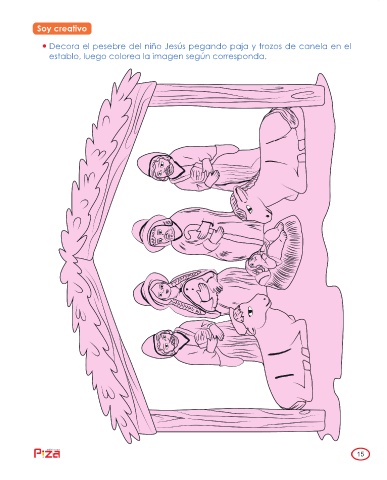 Soy creativo
• Decora el pesebre del niño Jesús pegando paja y trozos de canela en el
establo, luego colorea la imagen según corresponda.
Piza
15